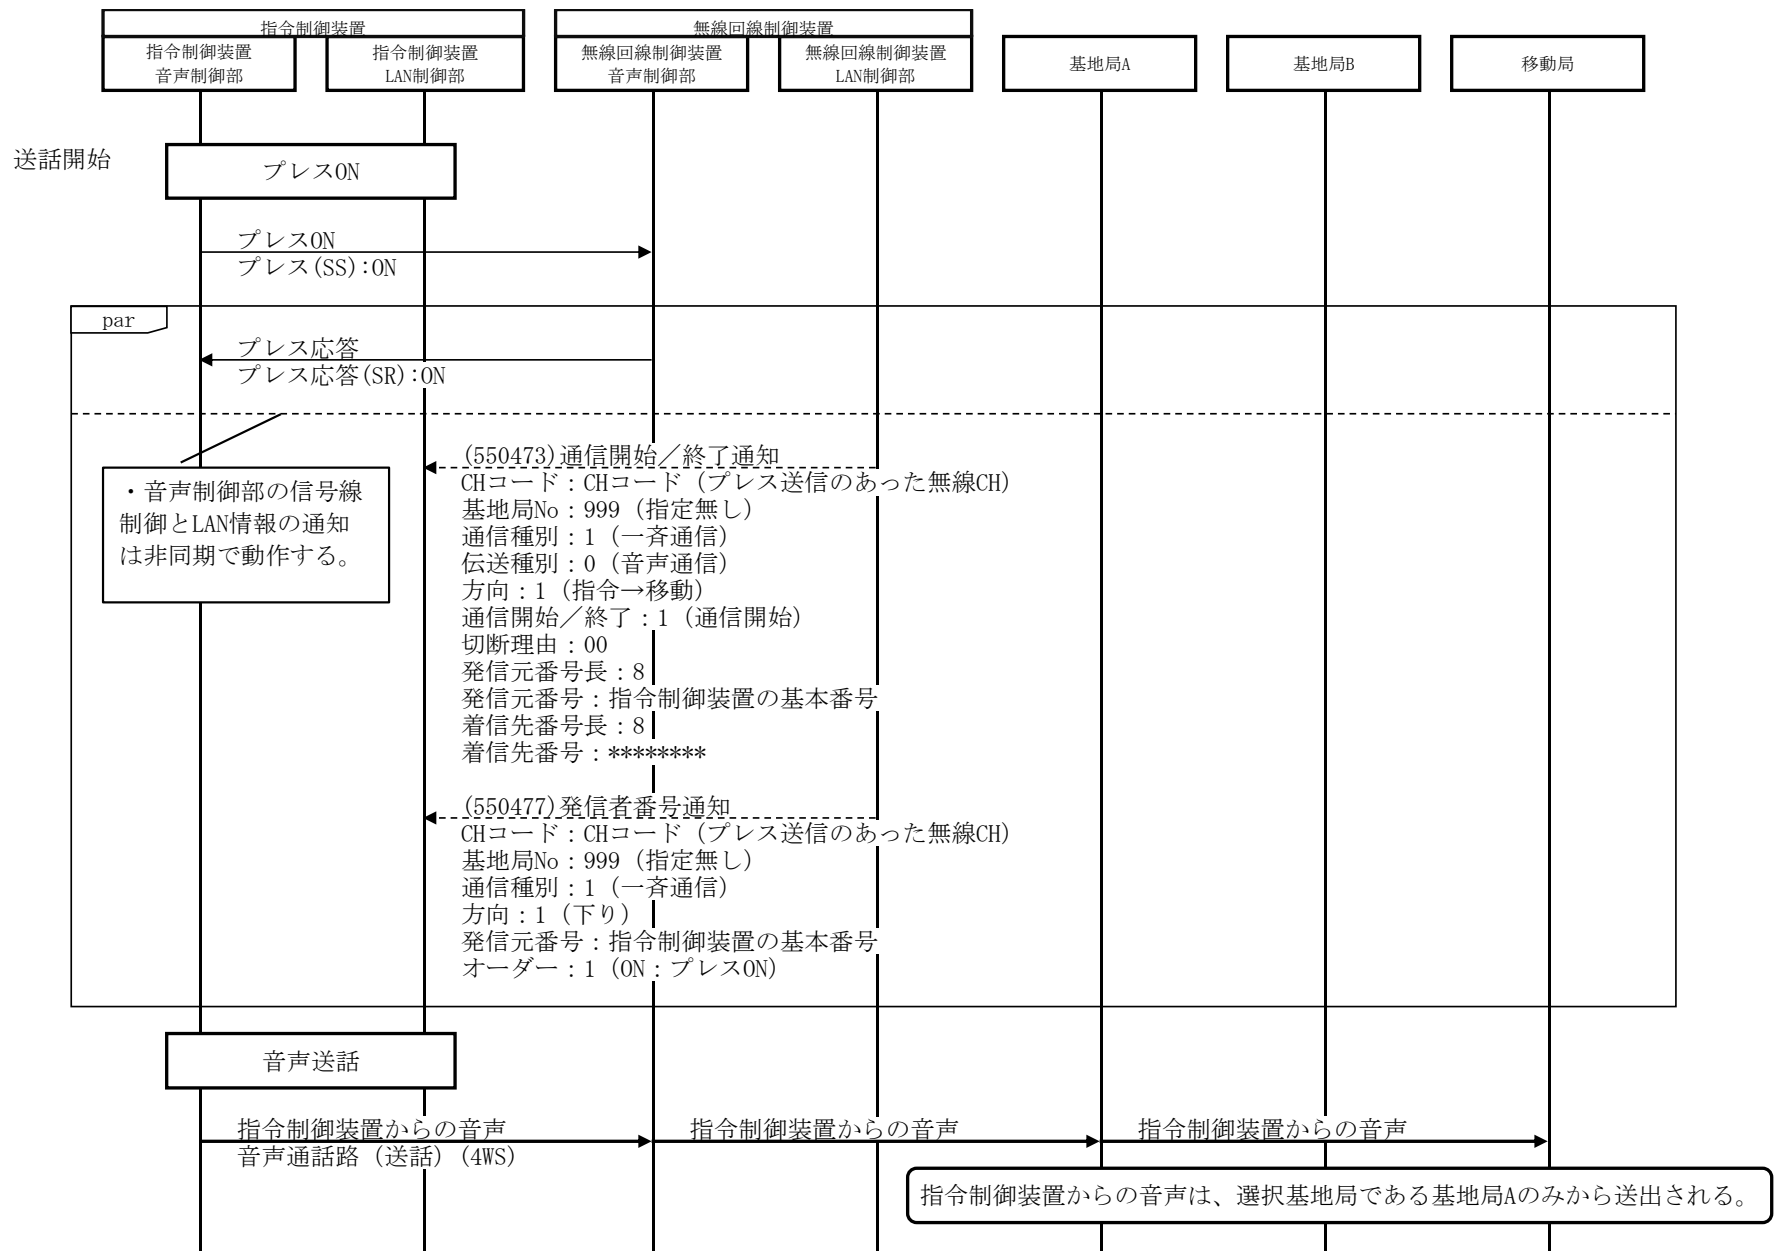 指令制御装置
無線回線制御装置
指令制御装置
音声制御部
指令制御装置
LAN制御部
無線回線制御装置
音声制御部
無線回線制御装置
LAN制御部
基地局A
基地局B
移動局
送話開始
プレスON
プレスON
プレス(SS):ON
par
プレス応答
プレス応答(SR):ON
・音声制御部の信号線
制御とLAN情報の通知
は非同期で動作する。
(550473)通信開始／終了通知
CHコード：CHコード（プレス送信のあった無線CH）
基地局No：999（指定無し）
通信種別：1（一斉通信）
伝送種別：0（音声通信）
方向：1（指令→移動）
通信開始／終了：1（通信開始）
切断理由：00
発信元番号長：8
発信元番号：指令制御装置の基本番号
着信先番号長：8
着信先番号：********
(550477)発信者番号通知
CHコード：CHコード（プレス送信のあった無線CH）
基地局No：999（指定無し）
通信種別：1（一斉通信）
方向：1（下り）
発信元番号：指令制御装置の基本番号
オーダー：1（ON：プレスON）
音声送話
指令制御装置からの音声
音声通話路（送話）(4WS)
指令制御装置からの音声
指令制御装置からの音声
指令制御装置からの音声は、選択基地局である基地局Aのみから送出される。